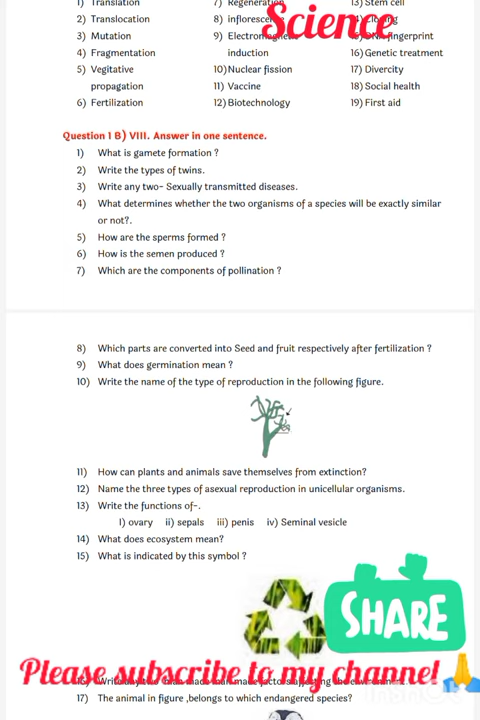 1) Translation 7) Regeneration 13) Stem cell
2) Translocation 8) inflorescence
3) Mutation 9) Electromagnetic fingerprint
4) Fragmentation induction 16) Genetic treatment
5) Vegitative 10) Nuclear fission 17) Divercity
propagation 11) Vaccine 18) Social health
6) Fertilization 12) Biotechnology 19) First aid
Science
Question 1 B) VIII. Answer in one sentence.
1) What is gamete formation ?
2) Write the types of twins.
3) Write any two- Sexually transmitted diseases.
4) What determines whether the two organisms of a species will be exactly similar
or not?.
5) How are the sperms formed ?
6) How is the semen produced ?
7) Which are the components of pollination ?
8) Which parts are converted into Seed and fruit respectively after fertilization ?
9) What does germination mean ?
10) Write the name of the type of reproduction in the following figure.
11) How can plants and animals save themselves from extinction?
12) Name the three types of asexual reproduction in unicellular organisms.
13) Write the functions of-.
I) ovary ii) sepals iii) penis iv) Seminal vesicle
14) What does ecosystem mean?
15) What is indicated by this symbol ?
SHARE
Please subscribe to my channel ! 🙏
17) The animal in figure ,belongs to which endangered species?